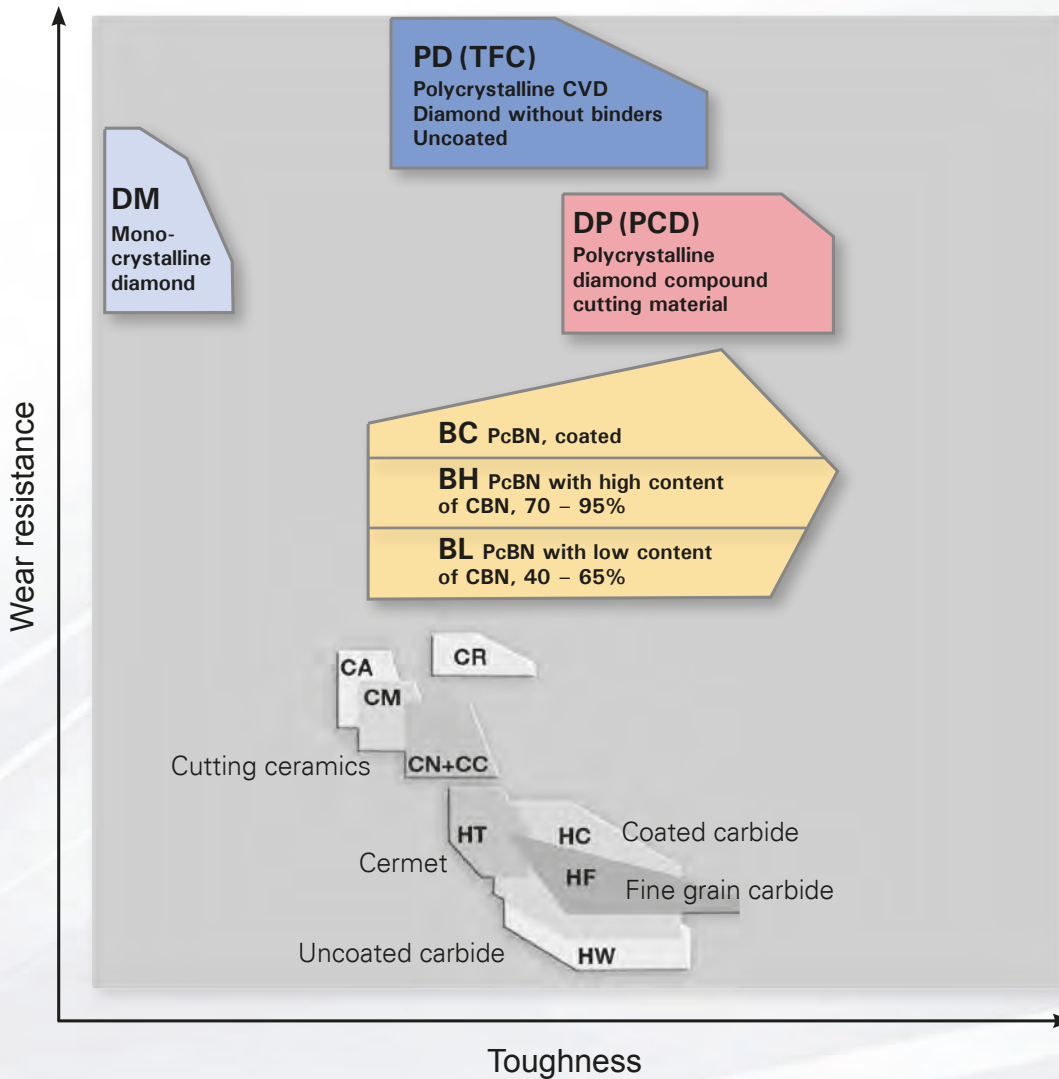 PD (TFC)
Polycrystalline CVD
Diamond without binders
Uncoated
DM
Mono-
crystalline
diamond
DP (PCD)
Polycrystalline
diamond compound
cutting material
BC PcBN, coated
BH PcBN with high content
of CBN, 70 – 95%
BL PcBN with low content
of CBN, 40 – 65%
CR
CA
CM
CN+CC
Cutting ceramics
HT
HC
Coated carbide
Cermet
HF
Fine grain carbide
Uncoated carbide
HW
Wear resistance
Toughness